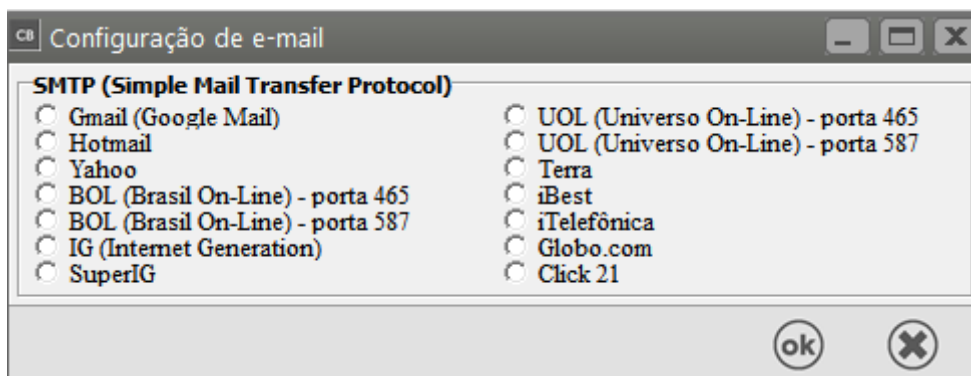 CB Configuração de e-mail
SMTP (Simple Mail Transfer Protocol)
Gmail (Google Mail)
Hotmail
Yahoo
BOL (Brasil On-Line) - porta 465
BOL (Brasil On-Line) - porta 587
IG (Internet Generation)
SuperIG
UOL (Universo On-Line) - porta 465
UOL (Universo On-Line) - porta 587
Terra
iBest
iTelefônica
Globo.com
Click 21
ok